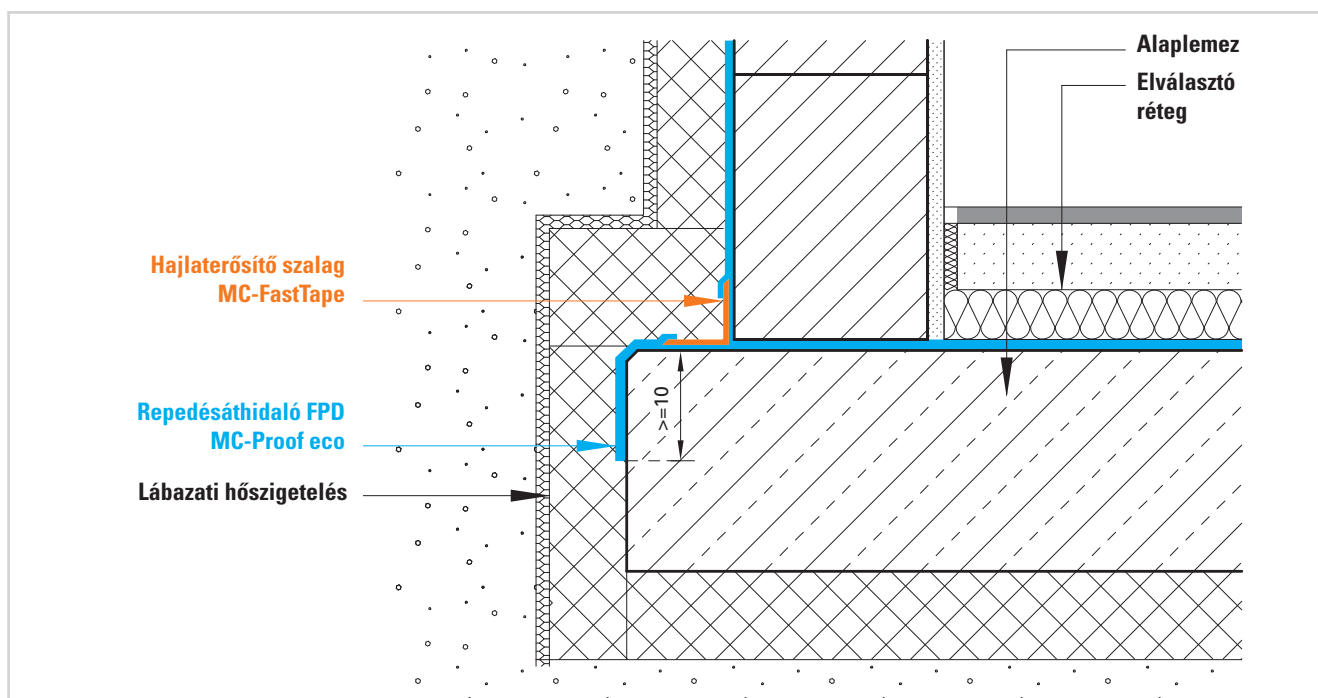 Alaplemez
Elválasztó
réteg
Hajlaterősítő szalag
MC-FastTape
>=10
Repedésáthidaló FPD
MC-Proof eco
Lábazati hőszigetelés